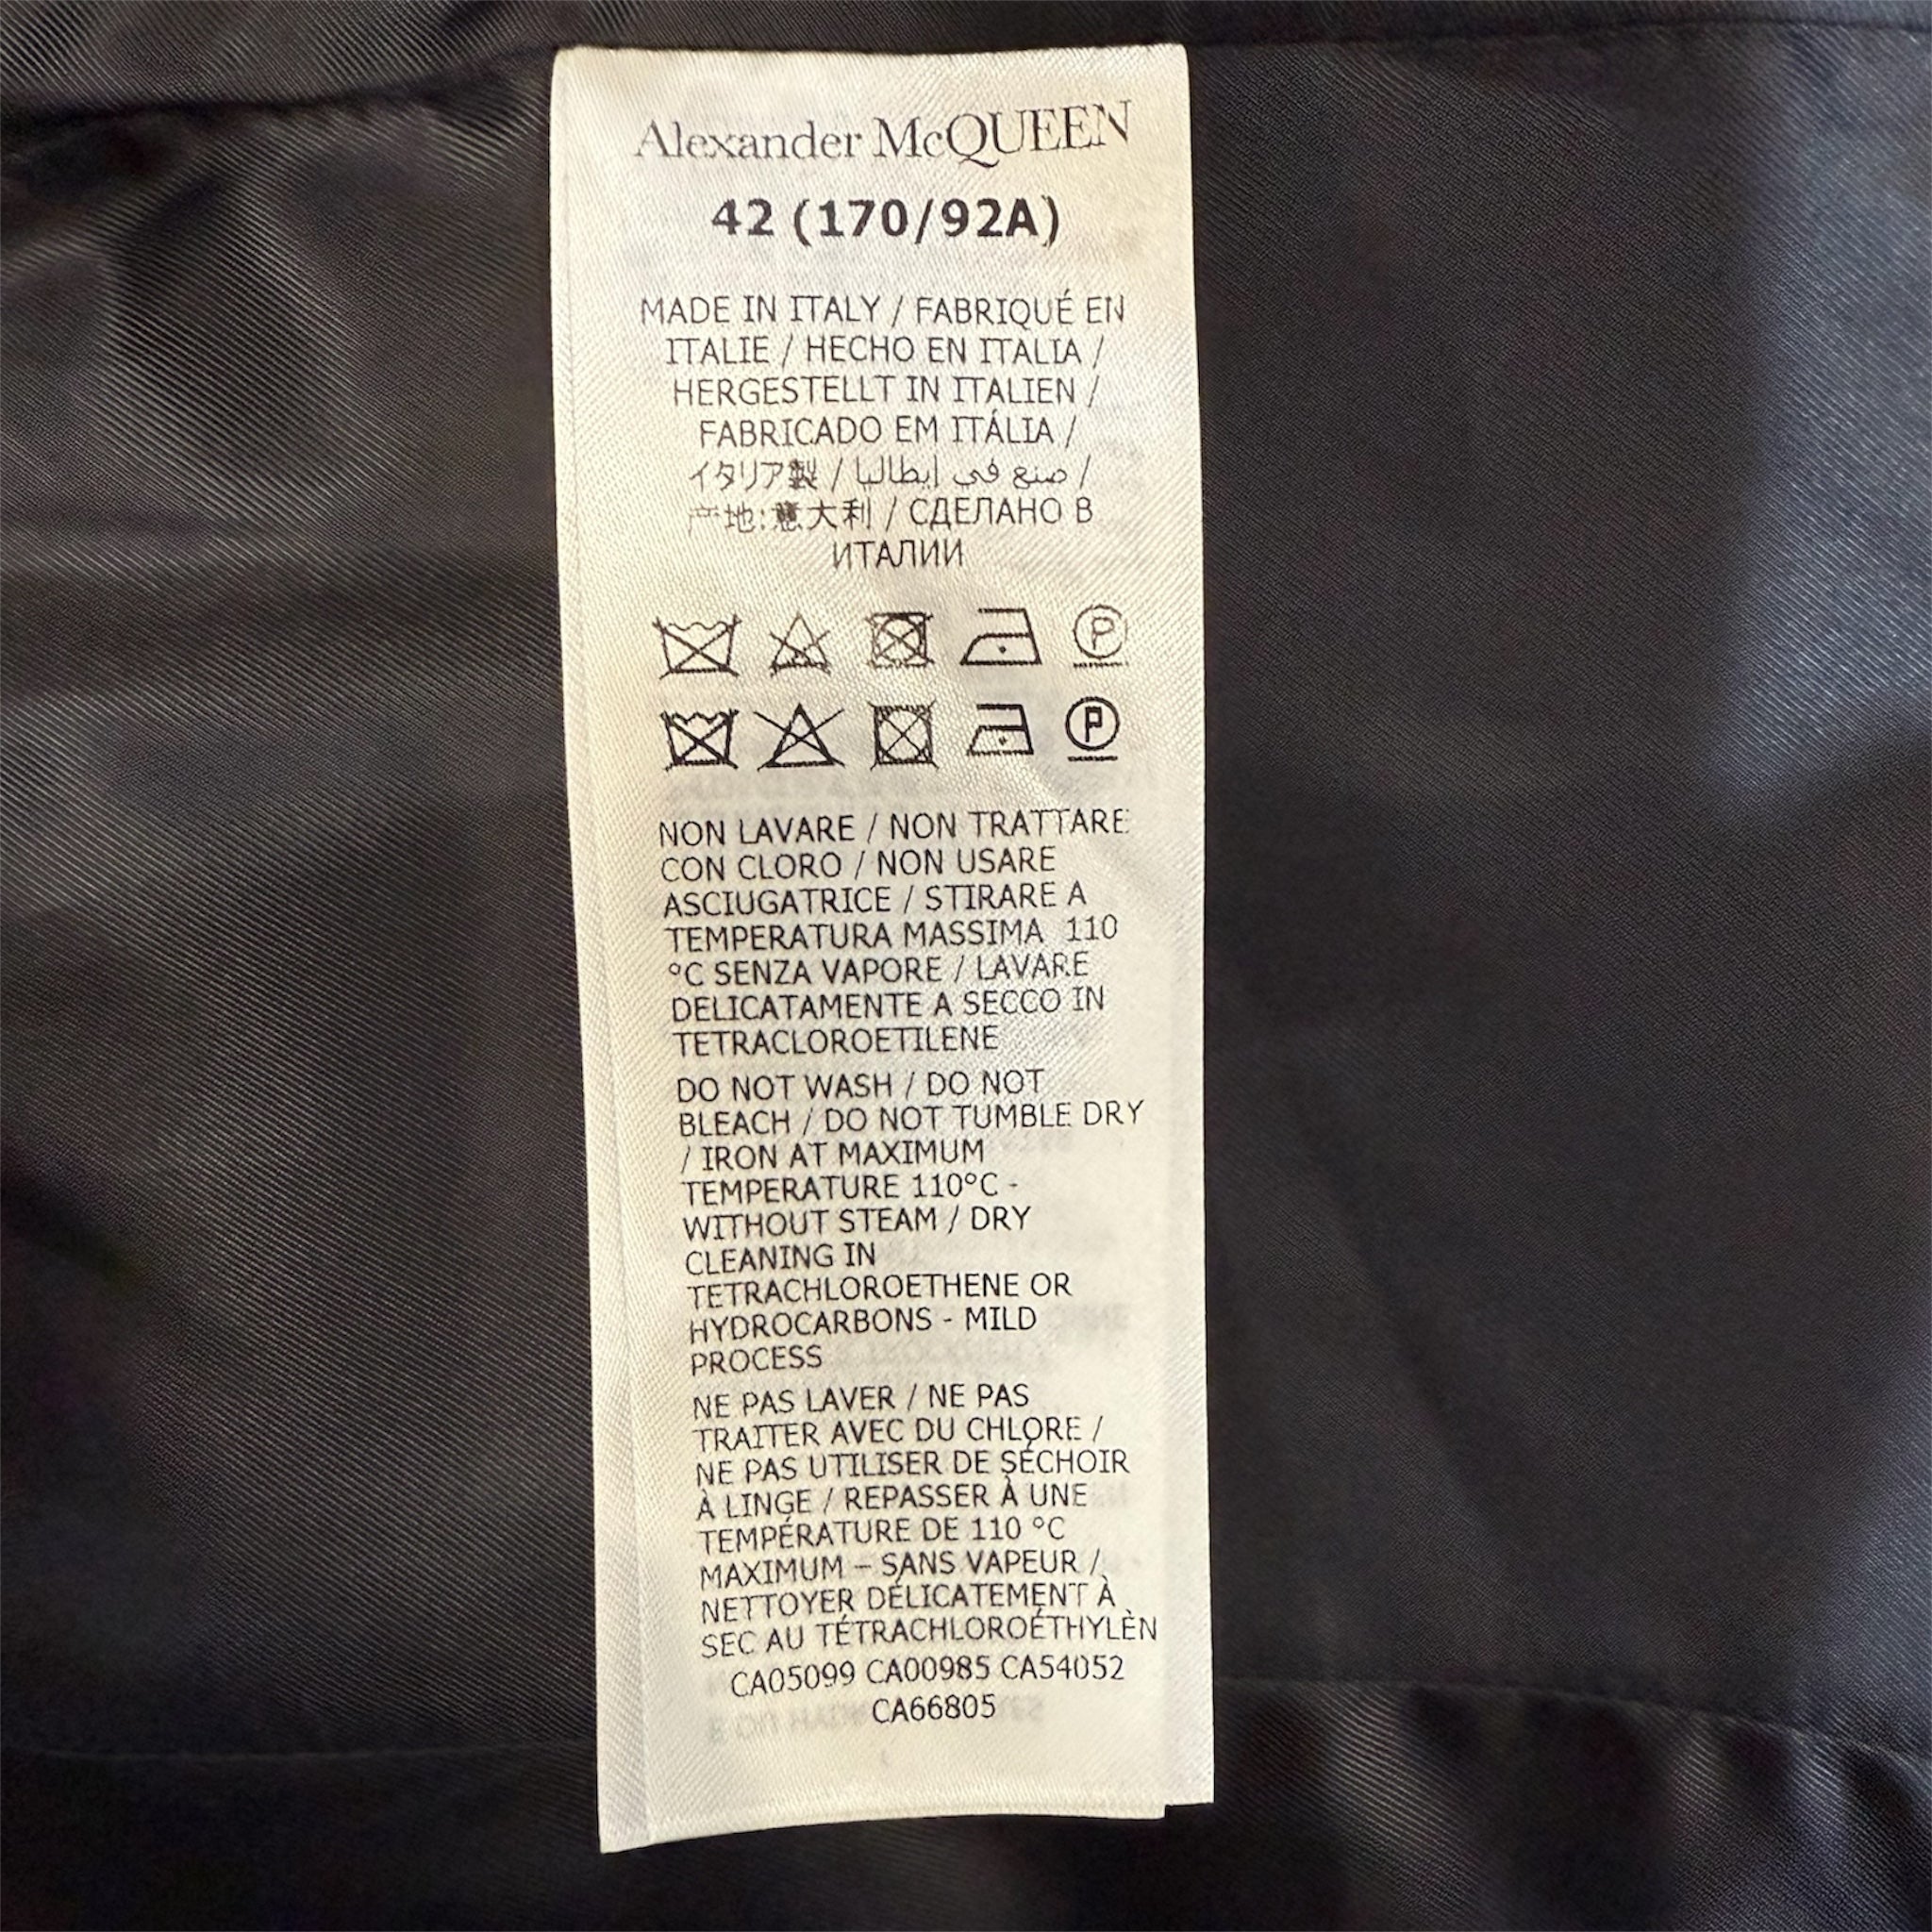 Alexander McQUEEN
42 (170/92A)
MADE IN ITALY / FABRIQUÉ EN
ITALIE / HECHO EN ITALIA /
HERGESTELLT IN ITALIEN /
FABRICADO EM ITÁLIA /
イタリア製 / صنع في إيطاليا /
产地:意大利 / СДЕЛАНО В
ИТАЛИИ
P
P
NON LAVARE / NON TRATTARE
CON CLORO / NON USARE
ASCIUGATRICE / STIRARE A
TEMPERATURA MASSIMA 110
°C SENZA VAPORE / LAVARE
DELICATAMENTE A SECCO IN
TETRACLOROETILENE
DO NOT WASH / DO NOT
BLEACH / DO NOT TUMBLE DRY
/ IRON AT MAXIMUM
TEMPERATURE 110°C -
WITHOUT STEAM / DRY
CLEANING IN
TETRACHLOROETHENE OR
HYDROCARBONS - MILD
PROCESS
NE PAS LAVER / NE PAS
TRAITER AVEC DU CHLORE /
NE PAS UTILISER DE SÉCHOIR
À LINGE / REPASSER À UNE
TEMPÉRATURE DE 110 °C
MAXIMUM – SANS VAPEUR /
NETTOYER DÉLICATEMENT À
SEC AU TÉTRACHLOROÉTHYLÈN
CA05099 CA00985 CA54052
CA66805